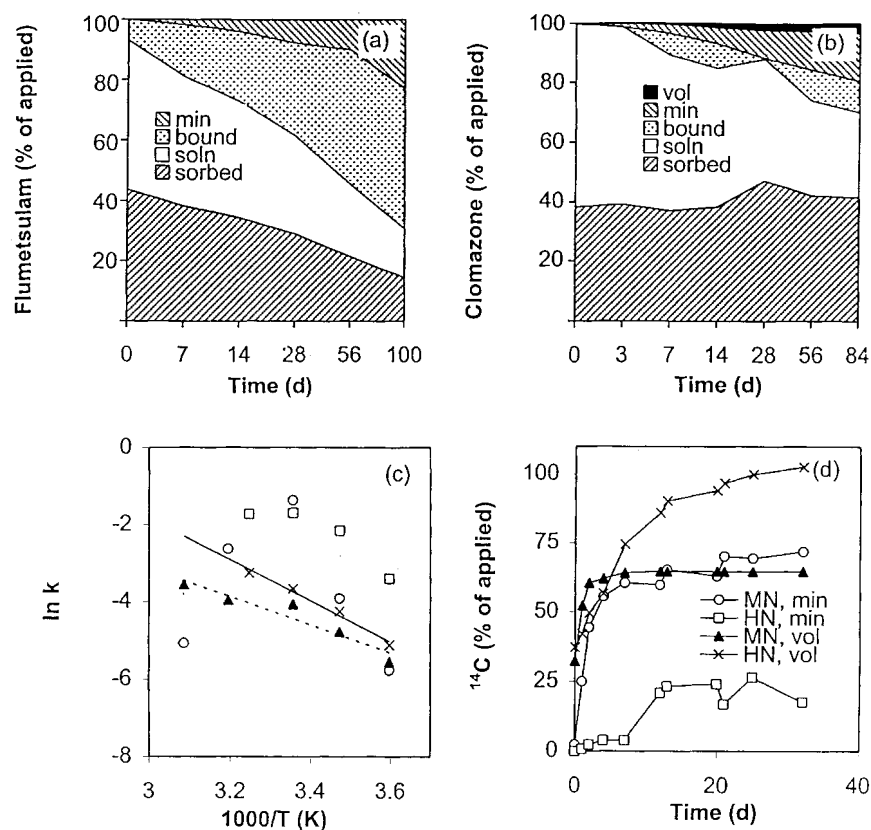 100
80
60
40
20
Flumetsulam (% of applied)
(a)
min
bound
soln
sorbed
0 7 14 28 56 100
Time (d)
100
80
60
40
20
Clomazone (% of applied)
(b)
vol
min
bound
soln
sorbed
0 3 7 14 28 56 84
Time (d)
0
-2
-4
-6
-8
ln k
(c)
3 3.2 3.4 3.6
1000/T (K)
100
75
50
25
0
14C (% of applied)
(d)
MN, min
HN, min
MN, vol
HN, vol
0 20 40
Time (d)